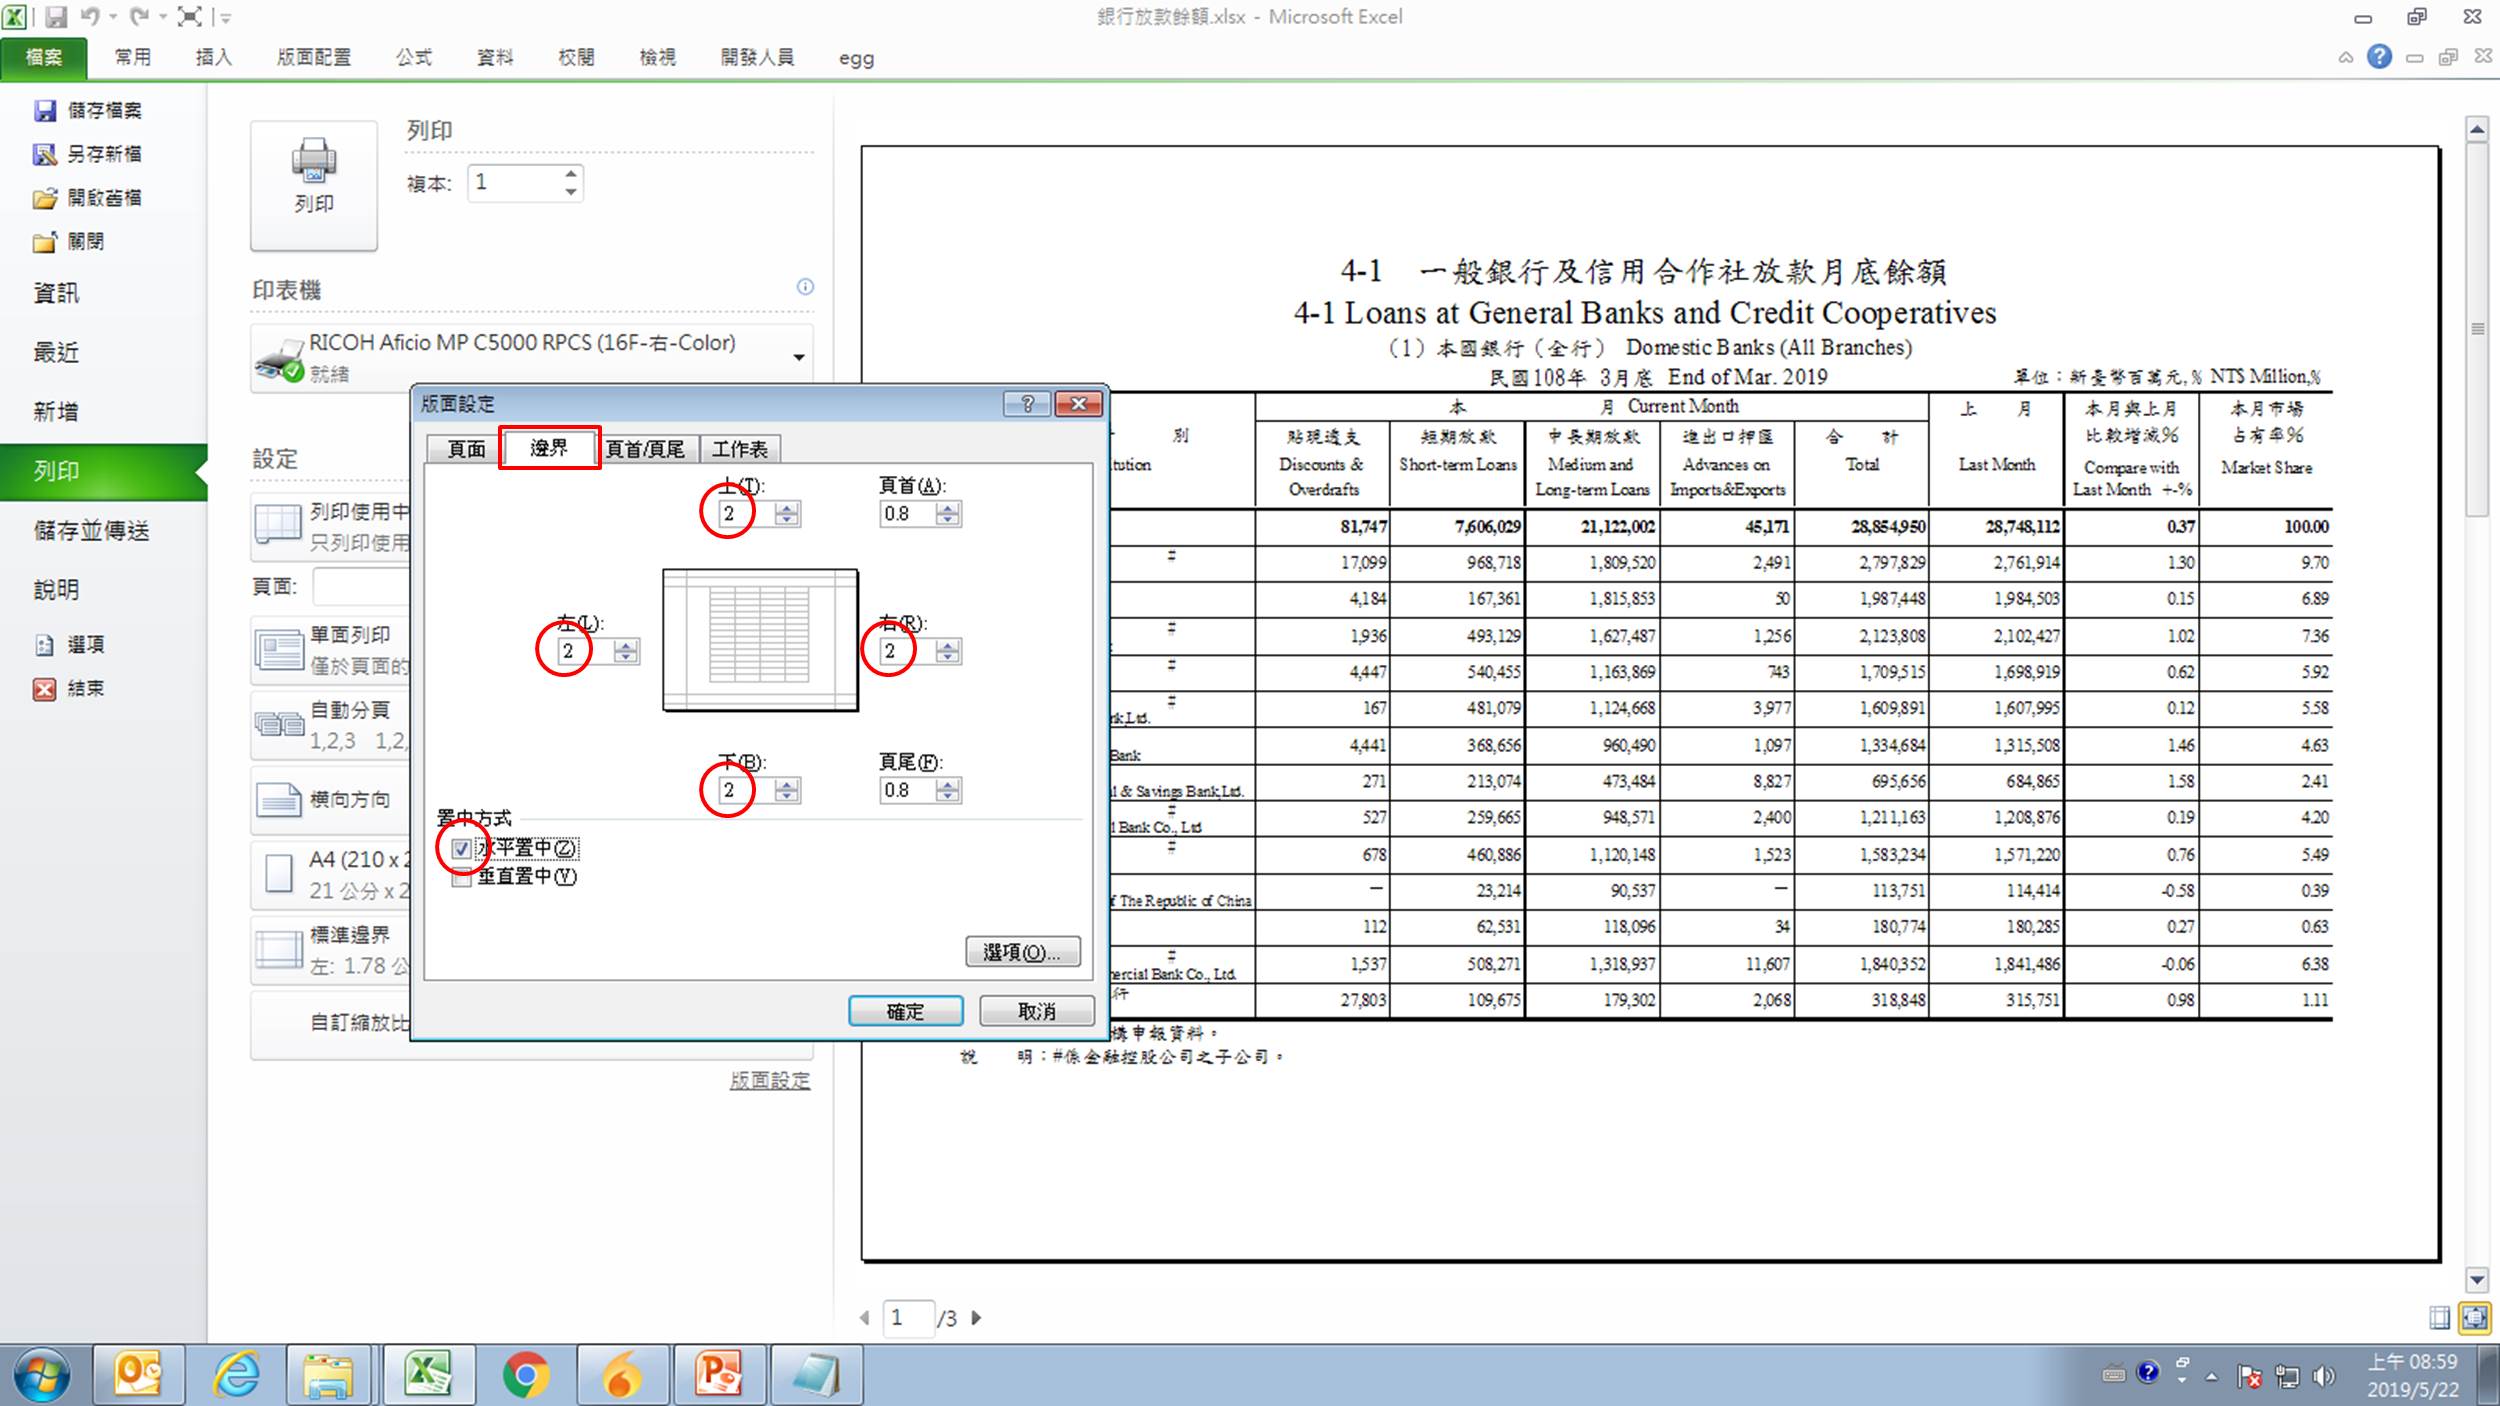 銀行放款餘額.xlsx - Microsoft Excel
檔案 常用 插入 版面配置 公式 資料 校閱 檢視 開發人員 egg
儲存檔案
另存新檔
開啟舊檔
關閉
資訊
最近
新增
列印
儲存並傳送
說明
選項
結束
列印
複本: 1
列印
印表機
RICOH Aficio MP C5000 RPCS (16F-右-Color)
就緒
設定
列印使用中
只列印使用
頁面:
單面列印
僅於頁面的
自動分頁
1,2,3 1,2,
橫向方向
A4 (210 x 2
21 公分 x 2
標準邊界
左: 1.78 公
自訂縮放比
版面設定
版面設定
頁面 邊界 頁首/頁尾 工作表
上(T): 頁首(A):
2 0.8
左(L): 右(R):
2 2
下(B): 頁尾(F):
2 0.8
置中方式
水平置中(Z)
垂直置中(V)
選項(O)...
確定 取消
4-1 一般銀行及信用合作社放款月底餘額
4-1 Loans at General Banks and Credit Cooperatives
（1）本國銀行（全行） Domestic Banks (All Branches)
民國108年 3月底 End of Mar. 2019 單位：新臺幣百萬元,% NT$ Million,%
本 月 Current Month 上 月 本月與上月 本月市場
別 貼現透支 短期放款 中長期放款 進出口押匯 合 計 比較增減% 占有率%
tution Discounts & Short-term Loans Medium and Advances on Total Last Month Compare with Market Share
Overdrafts Long-term Loans Imports&Exports Last Month +-%
81,747 7,606,029 21,122,002 45,171 28,854,950 28,748,112 0.37 100.00
# 17,099 968,718 1,809,520 2,491 2,797,829 2,761,914 1.30 9.70
4,184 167,361 1,815,853 50 1,987,448 1,984,503 0.15 6.89
# 1,936 493,129 1,627,487 1,256 2,123,808 2,102,427 1.02 7.36
# 4,447 540,455 1,163,869 743 1,709,515 1,698,919 0.62 5.92
# 167 481,079 1,124,668 3,977 1,609,891 1,607,995 0.12 5.58
nk,Ltd.
4,441 368,656 960,490 1,097 1,334,684 1,315,508 1.46 4.63
Bank
271 213,074 473,484 8,827 695,656 684,865 1.58 2.41
l & Savings Bank,Ltd.
# 527 259,665 948,571 2,400 1,211,163 1,208,876 0.19 4.20
l Bank Co., Ltd
# 678 460,886 1,120,148 1,523 1,583,234 1,571,220 0.76 5.49
— 23,214 90,537 — 113,751 114,414 -0.58 0.39
f The Republic of China
112 62,531 118,096 34 180,774 180,285 0.27 0.63
# 1,537 508,271 1,318,937 11,607 1,840,352 1,841,486 -0.06 6.38
nercial Bank Co., Ltd.
行 27,803 109,675 179,302 2,068 318,848 315,751 0.98 1.11
構申報資料。
說 明：#係金融控股公司之子公司。
1 /3
上午 08:59
2019/5/22